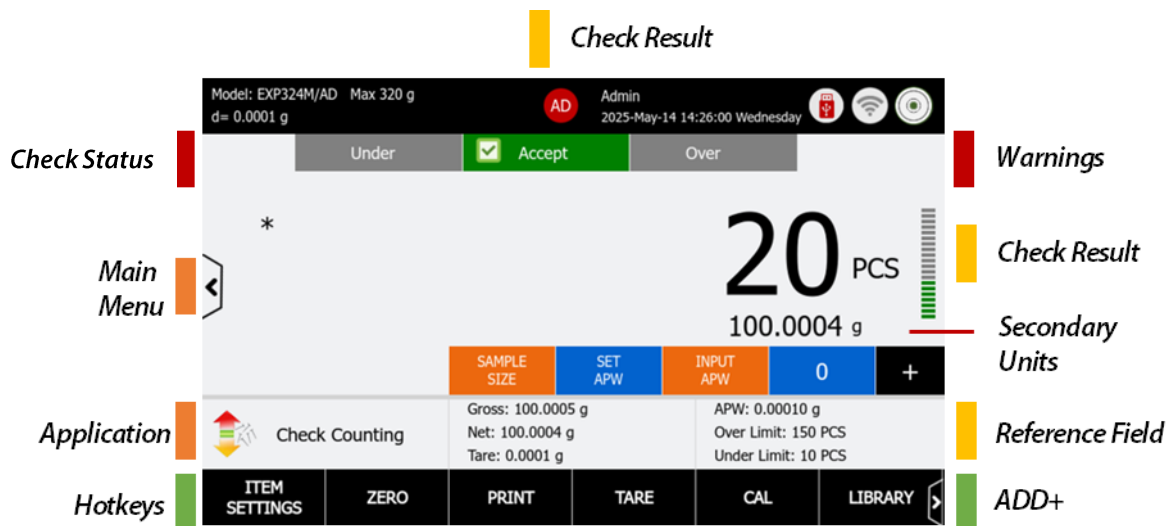 Check Result
Model: EXP324M/AD Max 320 g
d= 0.0001 g
AD
Admin
2025-May-14 14:26:00 Wednesday
Check Status
Under
Accept
Over
Warnings
*
20 PCS
Check Result
Main
Menu
100.0004 g
Secondary
Units
SAMPLE
SIZE
SET
APW
INPUT
APW
0
+
Application
Check Counting
Gross: 100.0005 g
Net: 100.0004 g
Tare: 0.0001 g
APW: 0.00010 g
Over Limit: 150 PCS
Under Limit: 10 PCS
Reference Field
Hotkeys
ITEM
SETTINGS
ZERO
PRINT
TARE
CAL
LIBRARY
ADD+